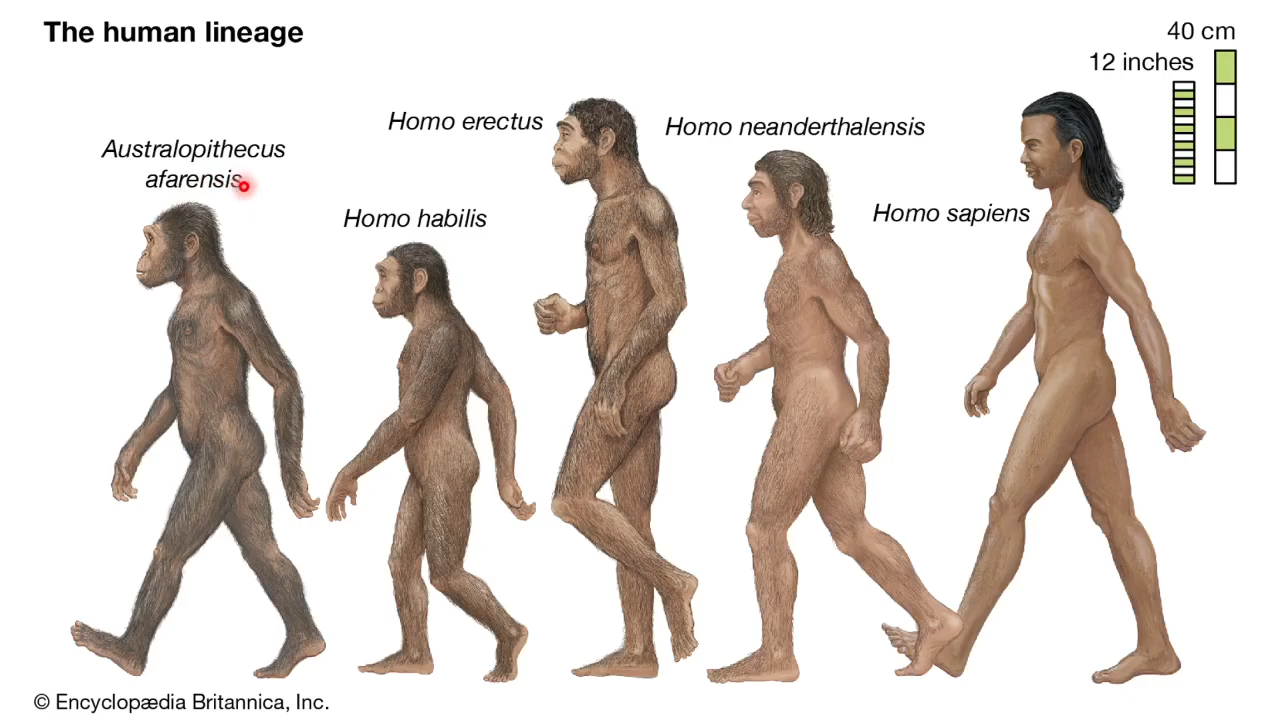 The human lineage
40 cm
12 inches
Homo erectus
Homo neanderthalensis
Australopithecus
afarensis
Homo habilis
Homo sapiens
© Encyclopædia Britannica, Inc.